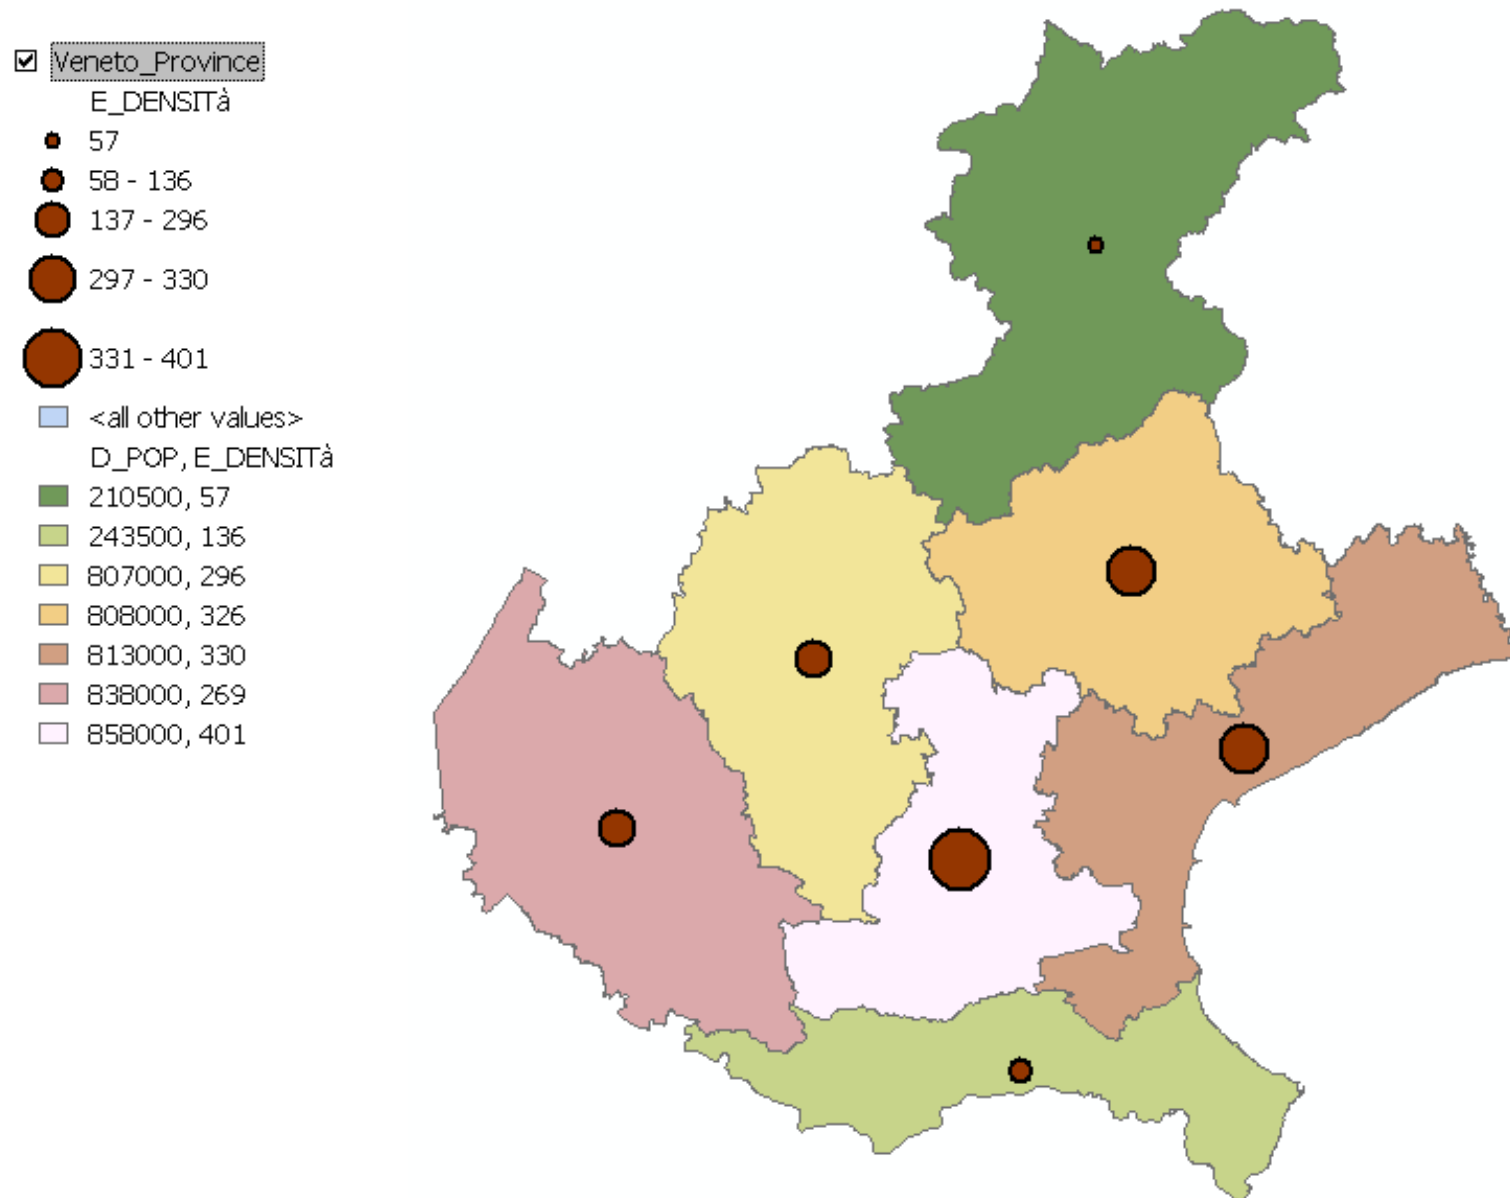 Veneto_Province
E_DENSITà
57
58 - 136
137 - 296
297 - 330
331 - 401
<all other values>
D_POP, E_DENSITà
210500, 57
243500, 136
807000, 296
808000, 326
813000, 330
838000, 269
858000, 401